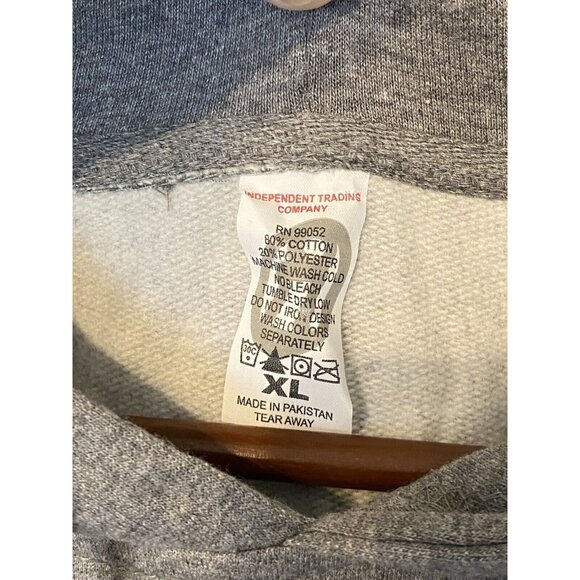 INDEPENDENT TRADING
COMPANY
RN 99052
80% COTTON
20% POLYESTER
MACHINE WASH COLD
NO BLEACH
TUMBLE DRY LOW
DO NOT IRON DESIGN
WASH COLORS
SEPARATELY
30C
XL
MADE IN PAKISTAN
TEAR AWAY